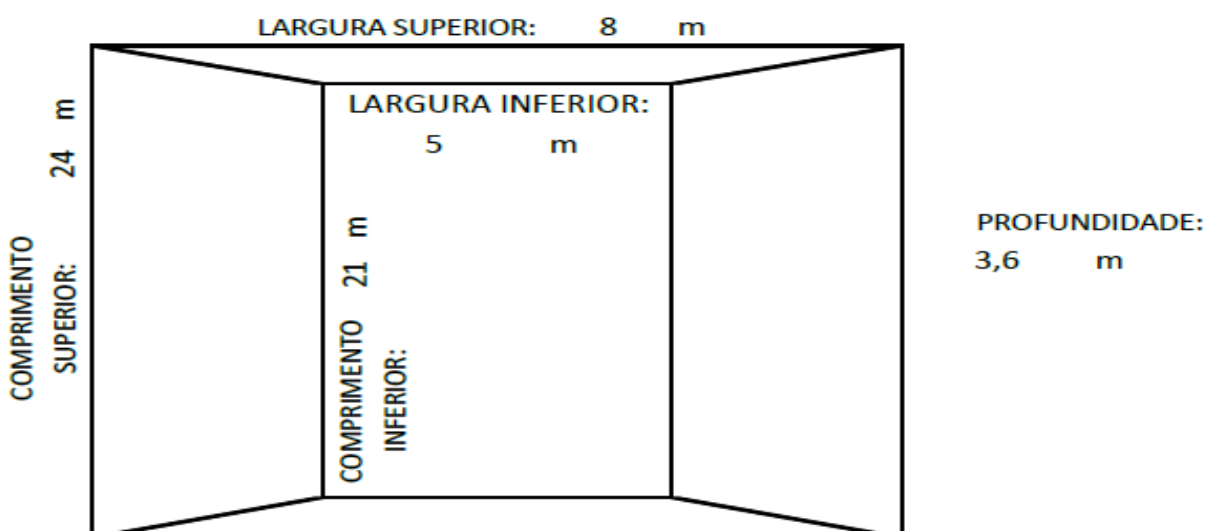 LARGURA SUPERIOR: 8 m
LARGURA INFERIOR:
5 m
COMPRIMENTO
SUPERIOR: 24 m
COMPRIMENTO 21 m
INFERIOR:
PROFUNDIDADE:
3,6 m